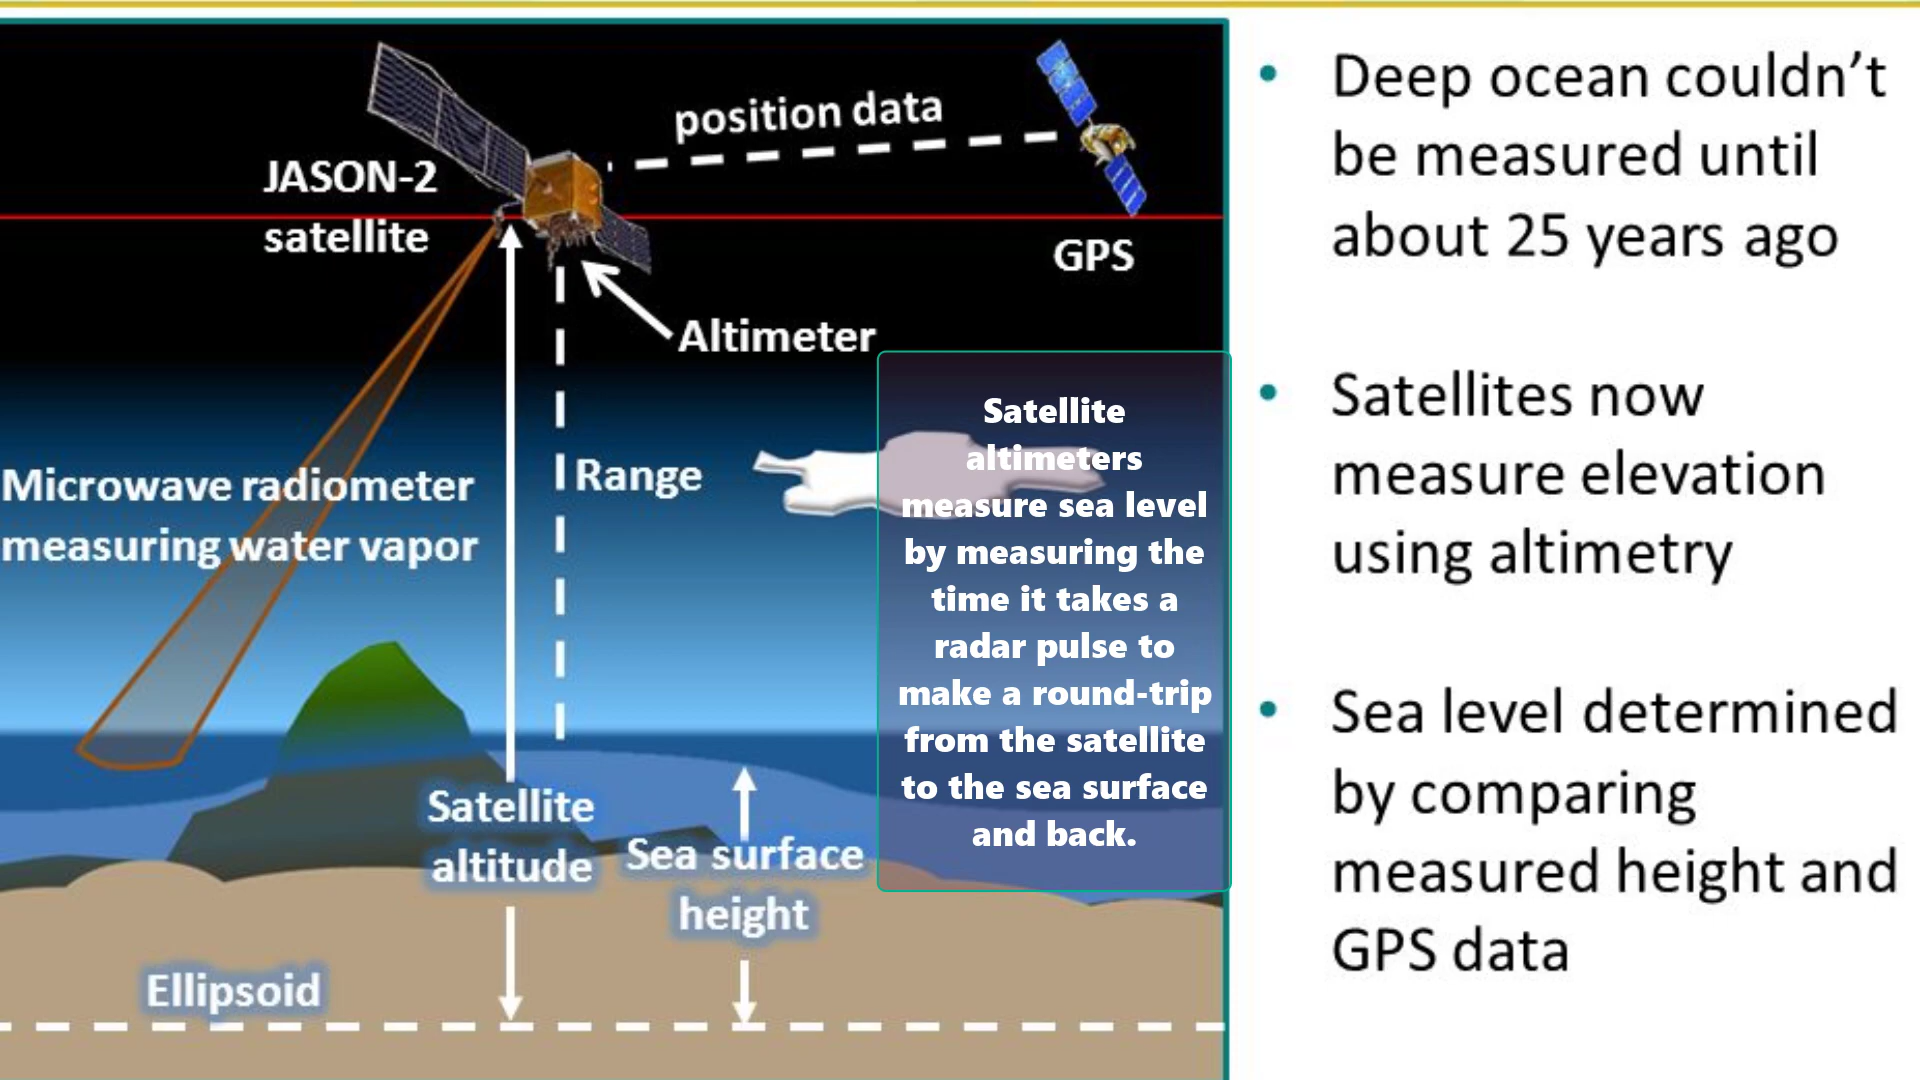 position data
JASON-2
satellite
GPS
Altimeter
Range
Microwave radiometer
measuring water vapor
Satellite
altitude
Sea surface
height
Ellipsoid
Satellite
altimeters
measure sea level
by measuring the
time it takes a
radar pulse to
make a round-trip
from the satellite
to the sea surface
and back.
• Deep ocean couldn’t
be measured until
about 25 years ago
• Satellites now
measure elevation
using altimetry
• Sea level determined
by comparing
measured height and
GPS data